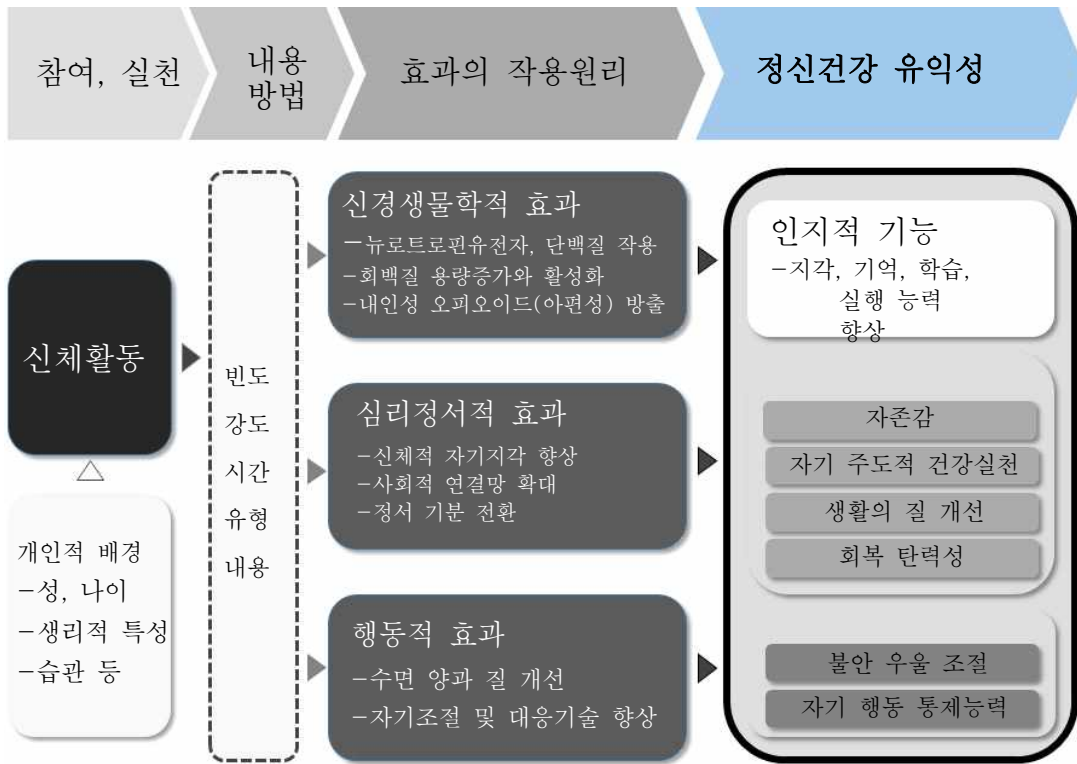 참여, 실천
내용
방법
효과의 작용원리
정신건강 유익성
신체활동
개인적 배경
-성, 나이
-생리적 특성
-습관 등
빈도
강도
시간
유형
내용
신경생물학적 효과
-뉴로트로핀유전자, 단백질 작용
-회백질 용량증가와 활성화
-내인성 오피오이드(아편성) 방출
심리정서적 효과
-신체적 자기지각 향상
-사회적 연결망 확대
-정서 기분 전환
행동적 효과
-수면 양과 질 개선
-자기조절 및 대응기술 향상
인지적 기능
-지각, 기억, 학습,
실행 능력
향상
자존감
자기 주도적 건강실천
생활의 질 개선
회복 탄력성
불안 우울 조절
자기 행동 통제능력